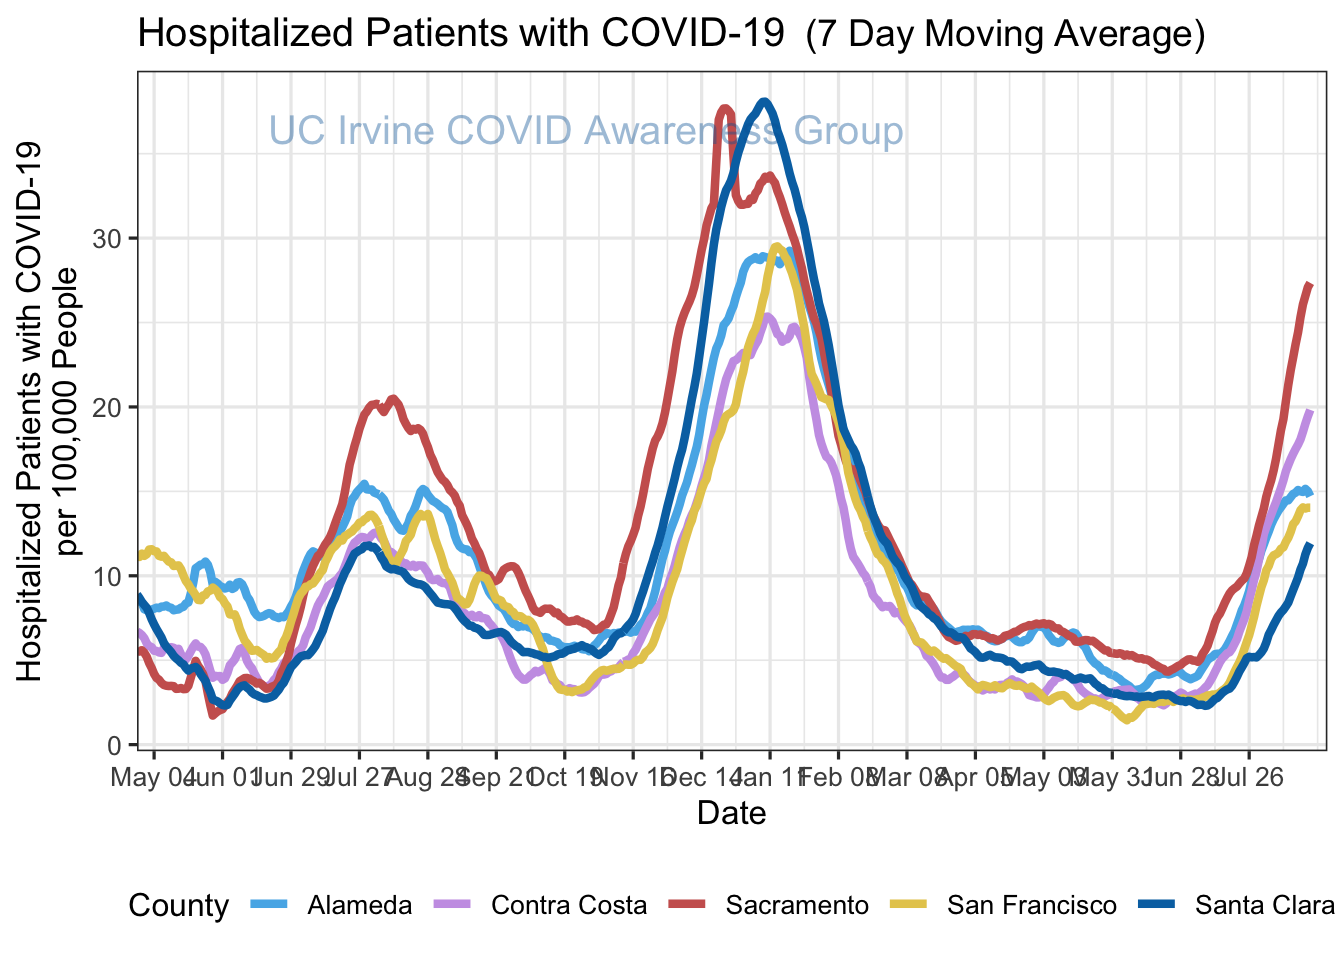 Hospitalized Patients with COVID-19 (7 Day Moving Average)
UC Irvine COVID Awareness Group
Hospitalized Patients with COVID-19
per 100,000 People
30
20
10
0
May 04 Jun 01 Jun 29 Jul 27 Aug 24 Sep 21 Oct 19 Nov 16 Dec 14 Jan 11 Feb 08 Mar 08 Apr 05 May 03 May 31 Jun 28 Jul 26
Date
County Alameda Contra Costa Sacramento San Francisco Santa Clara